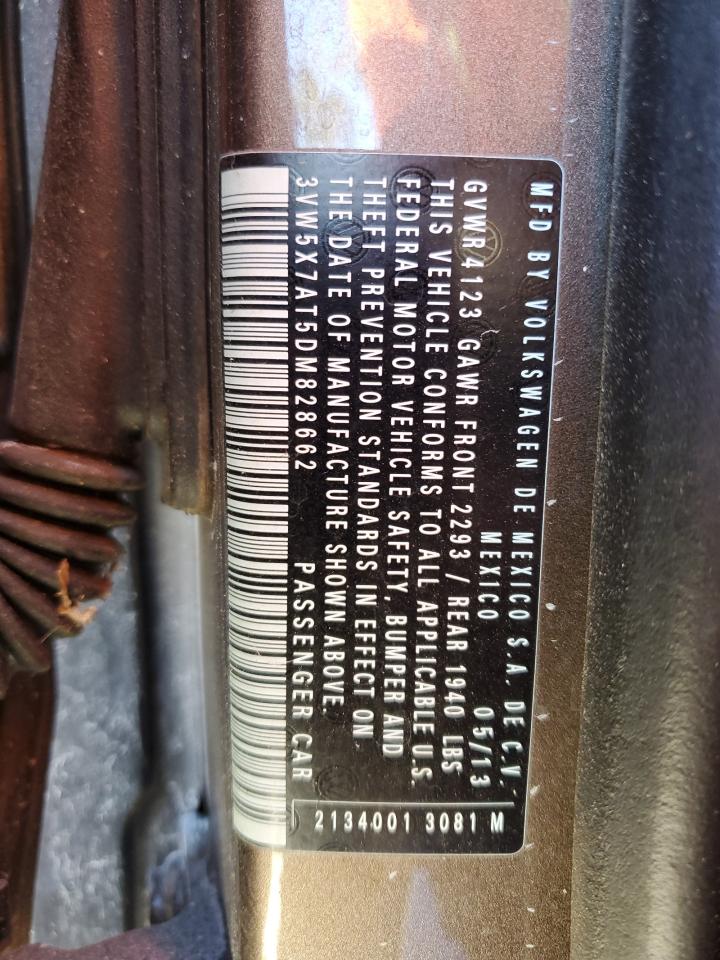 MFD BY VOLKSWAGEN DE MEXICO S.A. DE C.V.
MEXICO 05/13
GVWR 4123 GAWR FRONT 2293 / REAR 1940 LBS
THIS VEHICLE CONFORMS TO ALL APPLICABLE U.S.
FEDERAL MOTOR VEHICLE SAFETY, BUMPER AND
THEFT PREVENTION STANDARDS IN EFFECT ON
THE DATE OF MANUFACTURE SHOWN ABOVE.
3VW5X7AT5DM828662 PASSENGER CAR
2134001 3081 M